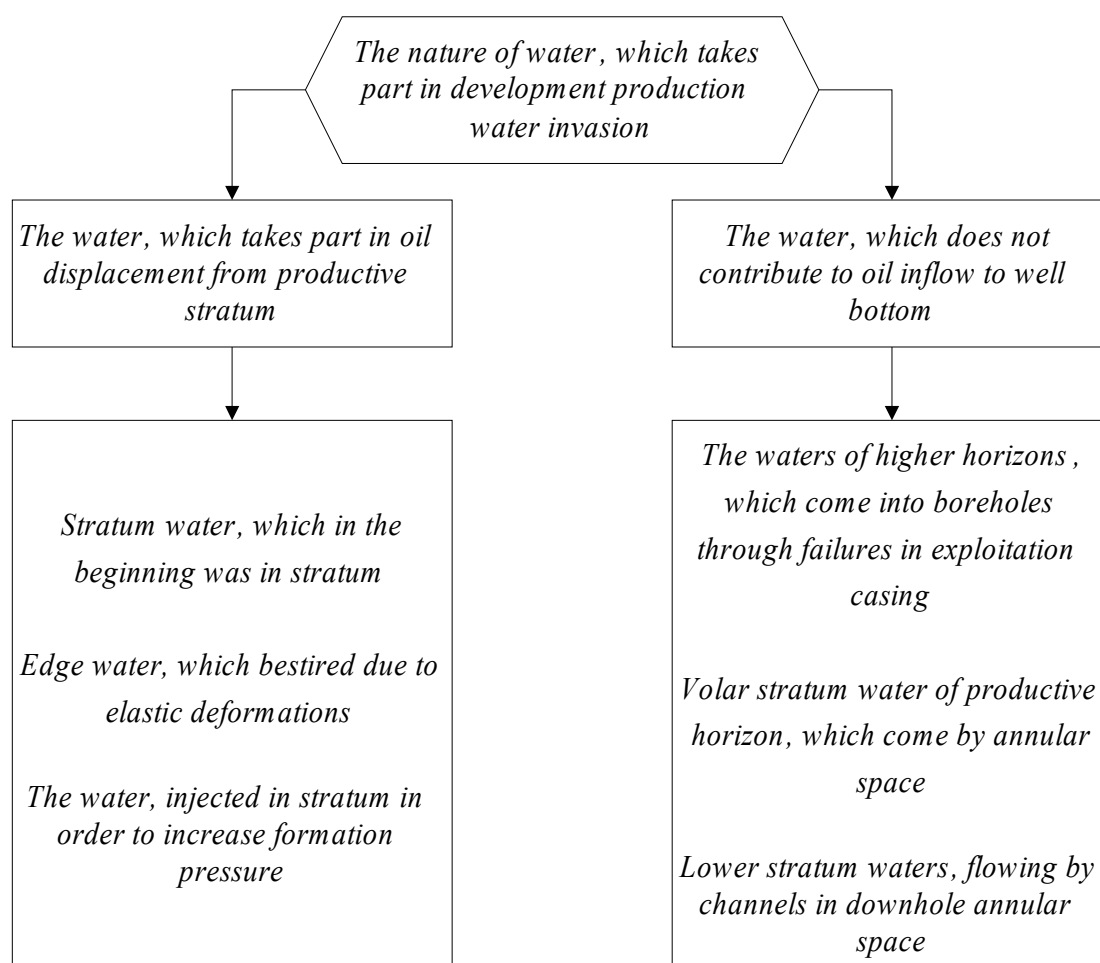 The nature of water, which takes
part in development production
water invasion
The water, which takes part in oil
displacement from productive
stratum
The water, which does not
contribute to oil inflow to well
bottom
Stratum water, which in the
beginning was in stratum
Edge water, which bestired due to
elastic deformations
The water, injected in stratum in
order to increase formation
pressure
The waters of higher horizons,
which come into boreholes
through failures in exploitation
casing
Volar stratum water of productive
horizon, which come by annular
space
Lower stratum waters, flowing by
channels in downhole annular
space